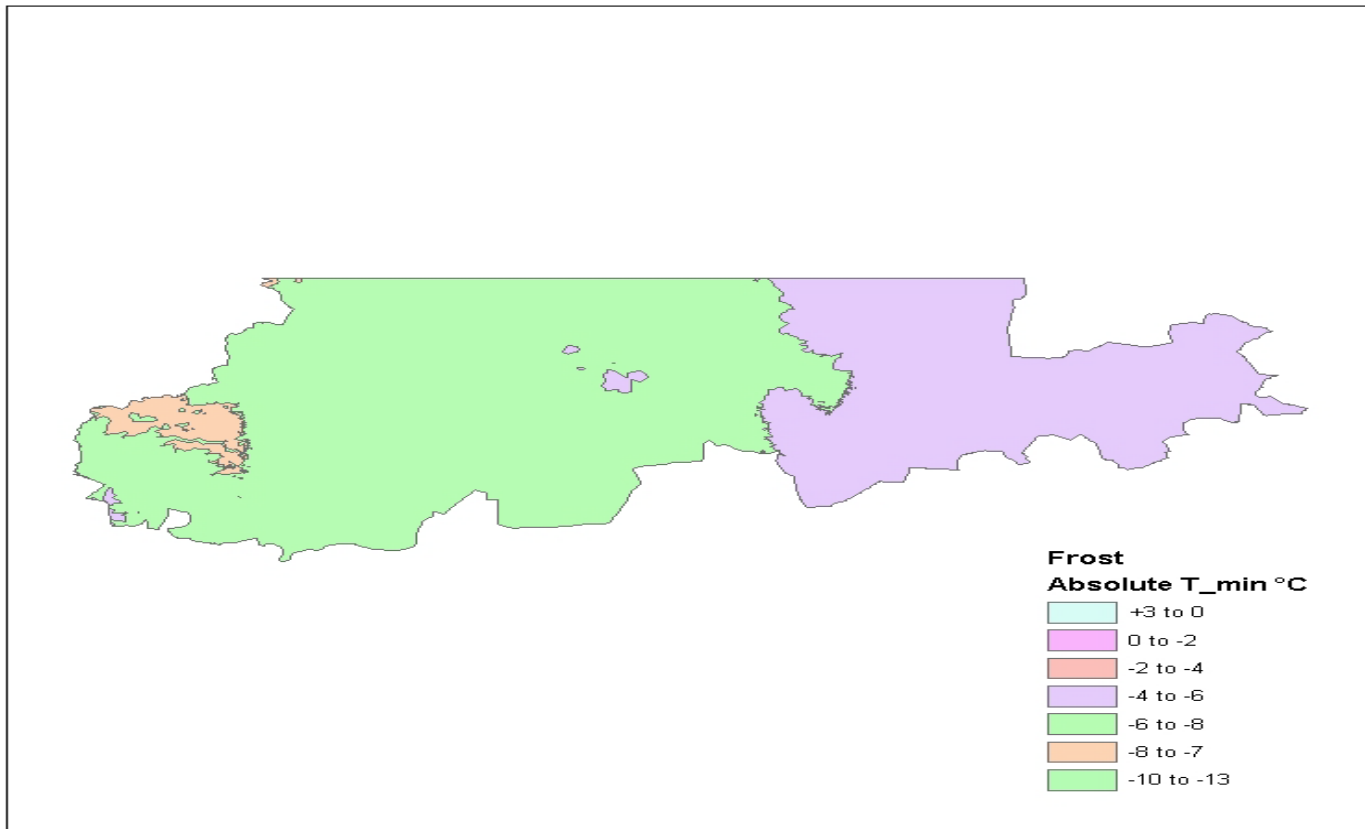 Frost
Absolute T_min °C
+3 to 0
0 to -2
-2 to -4
-4 to -6
-6 to -8
-8 to -7
-10 to -13